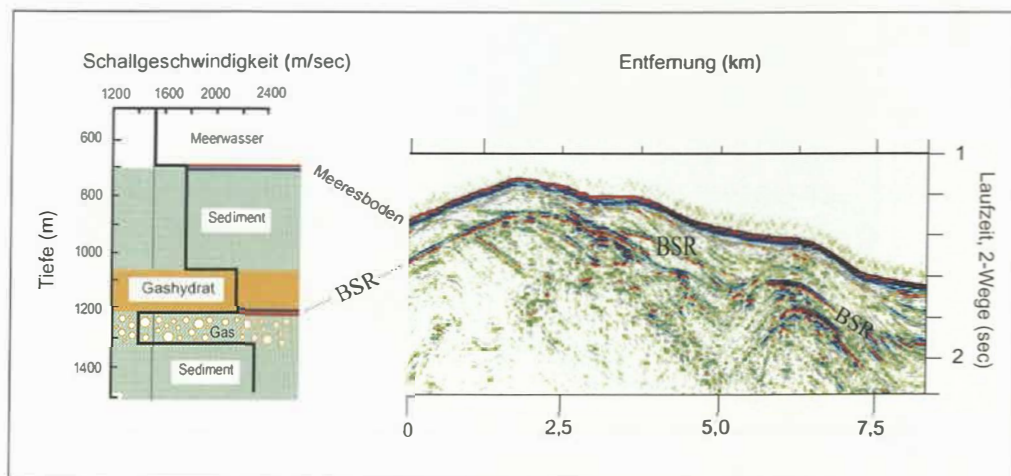 Schallgeschwindigkeit (m/sec)
1200 1600 2000 2400
Tiefe (m)
600
800
1000
1200
1400
Meerwasser
Sediment
Gashydrat
Gas
Sediment
Meeresboden
BSR
Entfernung (km)
BSR
BSR
1
2
Laufzeit, 2-Wege (sec)
0 2,5 5,0 7,5